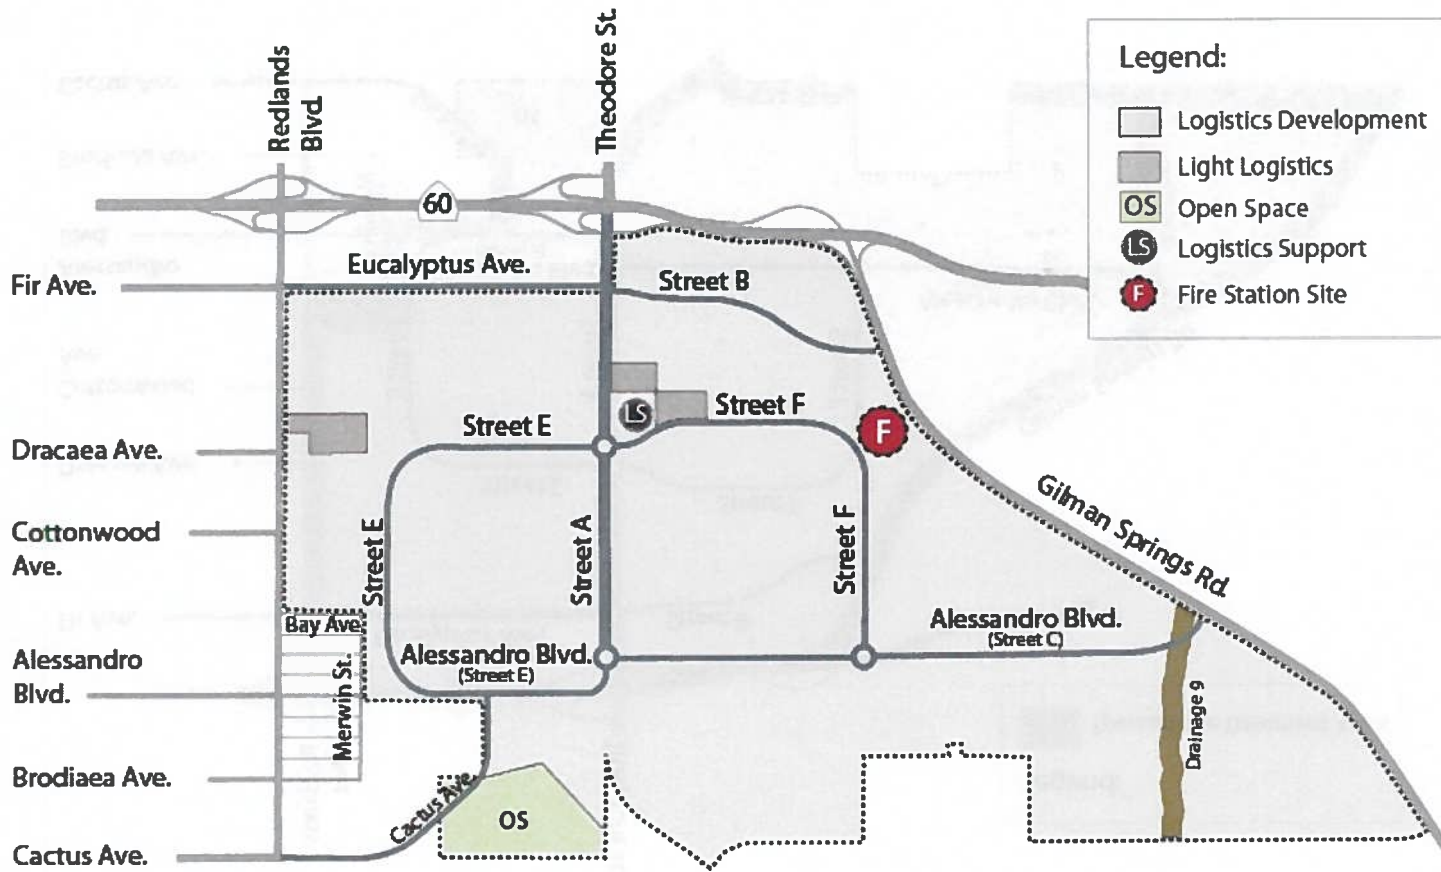 Redlands
Blvd.
Theodore St.
Legend:
Logistics Development
Light Logistics
OS Open Space
LS Logistics Support
F Fire Station Site
60
Fir Ave.
Eucalyptus Ave.
Street B
Street F
LS
F
Street E
Dracaea Ave.
Gilman Springs Rd.
Cottonwood
Ave.
Street E
Street A
Street F
Bay Ave
Alessandro Blvd.
(Street C)
Alessandro
Blvd.
Merwin St.
Alessandro Blvd.
(Street E)
Drainage 9
Brodiaea Ave.
Cactus Ave.
OS
Cactus Ave.